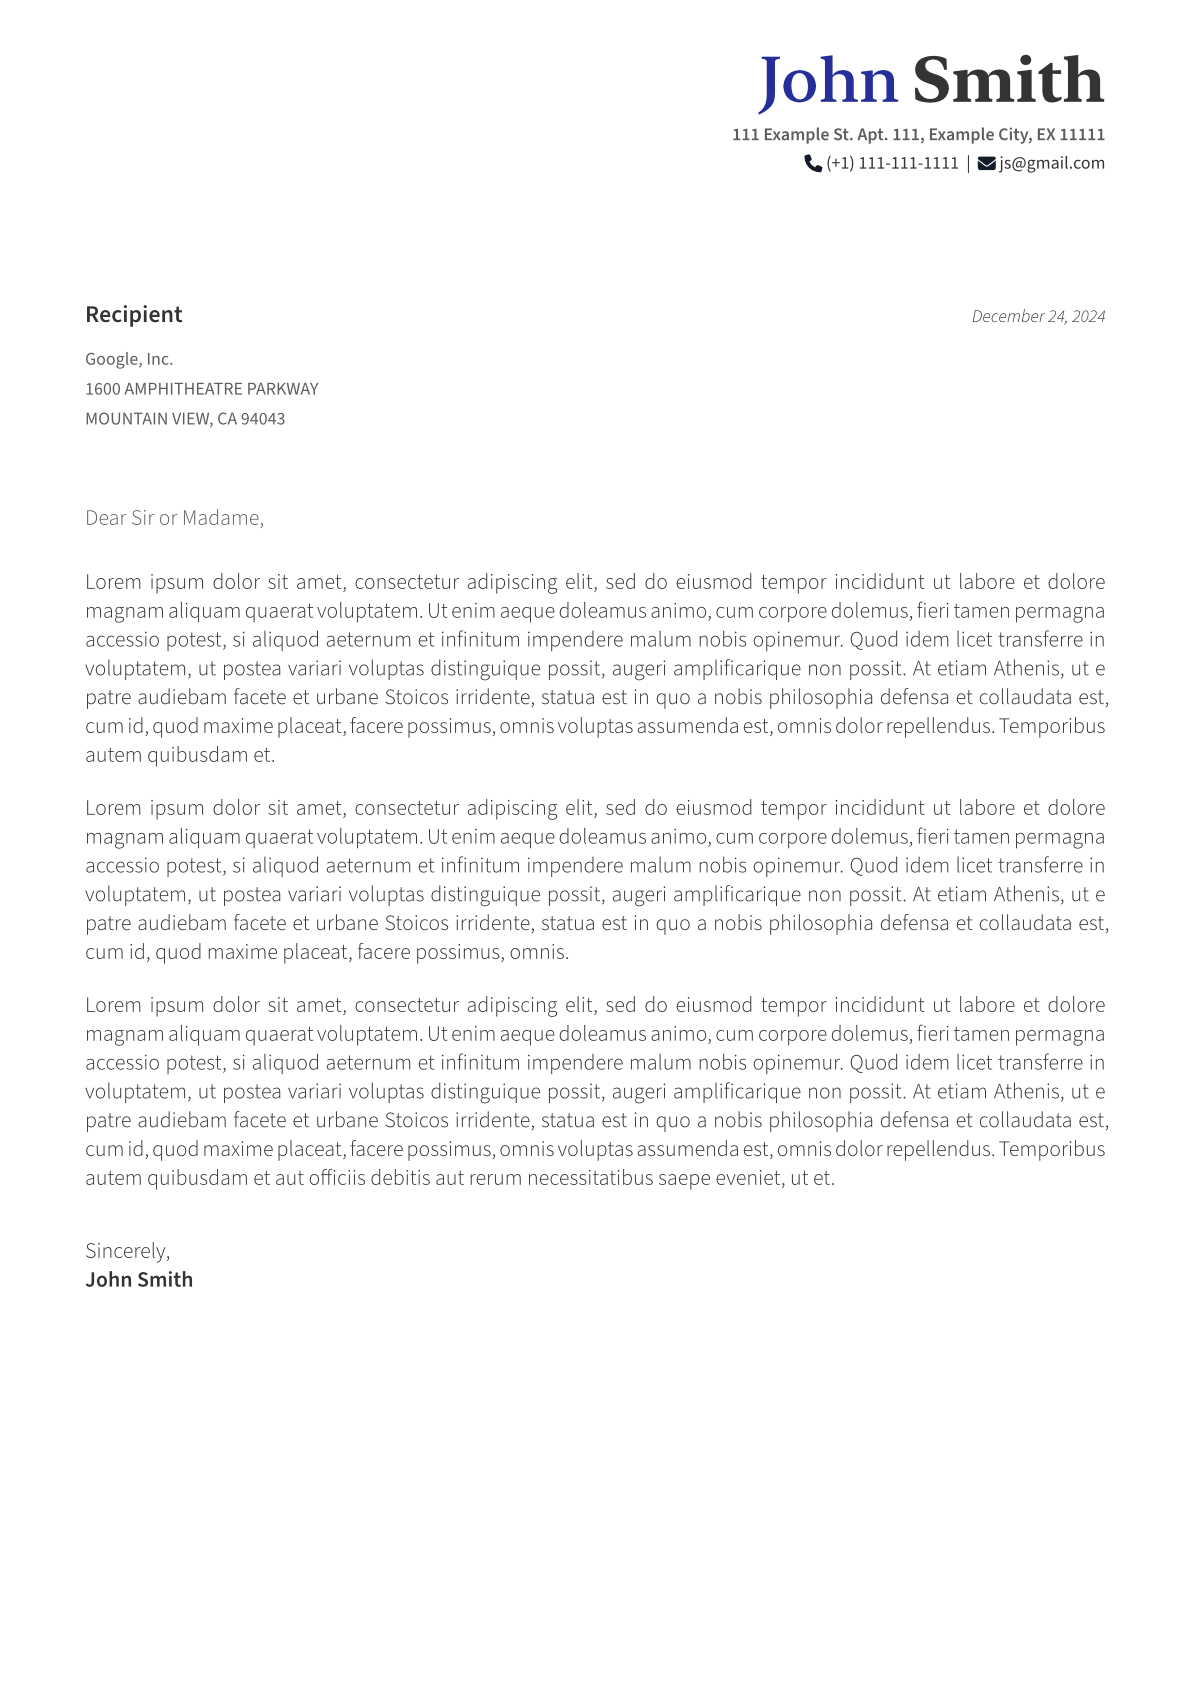 John Smith
111 Example St. Apt. 111, Example City, EX 11111
(+1) 111-111-1111 | js@gmail.com
Recipient
December 24, 2024
Google, Inc.
1600 AMPHITHEATRE PARKWAY
MOUNTAIN VIEW, CA 94043
Dear Sir or Madame,
Lorem ipsum dolor sit amet, consectetur adipiscing elit, sed do eiusmod tempor incididunt ut labore et dolore
magnam aliquam quaerat voluptatem. Ut enim aeque doleamus animo, cum corpore dolemus, fieri tamen permagna
accessio potest, si aliquod aeternum et infinitum impendere malum nobis opinemur. Quod idem licet transferre in
voluptatem, ut postea variari voluptas distinguique possit, augeri amplificarique non possit. At etiam Athenis, ut e
patre audiebam facete et urbane Stoicos irridente, statua est in quo a nobis philosophia defensa et collaudata est,
cum id, quod maxime placeat, facere possimus, omnis voluptas assumenda est, omnis dolor repellendus. Temporibus
autem quibusdam et.
Lorem ipsum dolor sit amet, consectetur adipiscing elit, sed do eiusmod tempor incididunt ut labore et dolore
magnam aliquam quaerat voluptatem. Ut enim aeque doleamus animo, cum corpore dolemus, fieri tamen permagna
accessio potest, si aliquod aeternum et infinitum impendere malum nobis opinemur. Quod idem licet transferre in
voluptatem, ut postea variari voluptas distinguique possit, augeri amplificarique non possit. At etiam Athenis, ut e
patre audiebam facete et urbane Stoicos irridente, statua est in quo a nobis philosophia defensa et collaudata est,
cum id, quod maxime placeat, facere possimus, omnis.
Lorem ipsum dolor sit amet, consectetur adipiscing elit, sed do eiusmod tempor incididunt ut labore et dolore
magnam aliquam quaerat voluptatem. Ut enim aeque doleamus animo, cum corpore dolemus, fieri tamen permagna
accessio potest, si aliquod aeternum et infinitum impendere malum nobis opinemur. Quod idem licet transferre in
voluptatem, ut postea variari voluptas distinguique possit, augeri amplificarique non possit. At etiam Athenis, ut e
patre audiebam facete et urbane Stoicos irridente, statua est in quo a nobis philosophia defensa et collaudata est,
cum id, quod maxime placeat, facere possimus, omnis voluptas assumenda est, omnis dolor repellendus. Temporibus
autem quibusdam et aut officiis debitis aut rerum necessitatibus saepe eveniet, ut et.
Sincerely,
John Smith